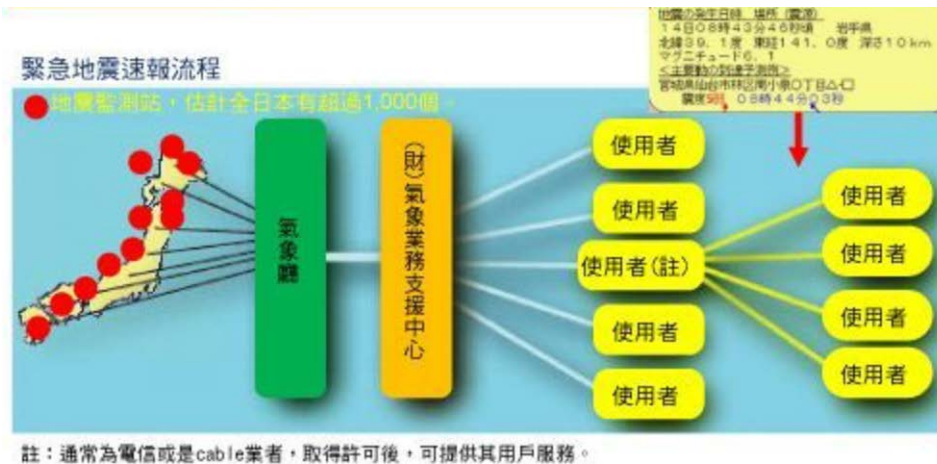 地震の発生日時 場所 (震源)
14日08時43分46秒頃 岩手県
北緯39.1度 東経141.0度 深さ10km
マグニチュード6.1
<主要動の到達予測例>
震度5弱 08時44分03秒
緊急地震速報流程
地震監測站，估計全日本有超過1,000個。
氣象廳
(財)氣象業務支援中心
使用者
使用者
使用者(註)
使用者
使用者
使用者
使用者
使用者
使用者
註：通常為電信或是cable業者，取得許可後，可提供其用戶服務。